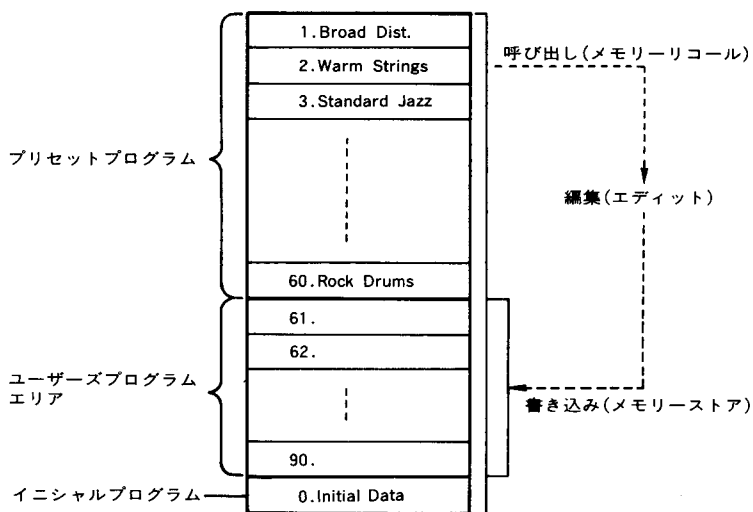 1.Broad Dist.
2.Warm Strings
3.Standard Jazz
60.Rock Drums
61.
62.
90.
0.Initial Data
プリセットプログラム
ユーザーズプログラム
エリア
イニシャルプログラム
呼び出し(メモリーリコール)
編集(エディット)
書き込み(メモリーストア)